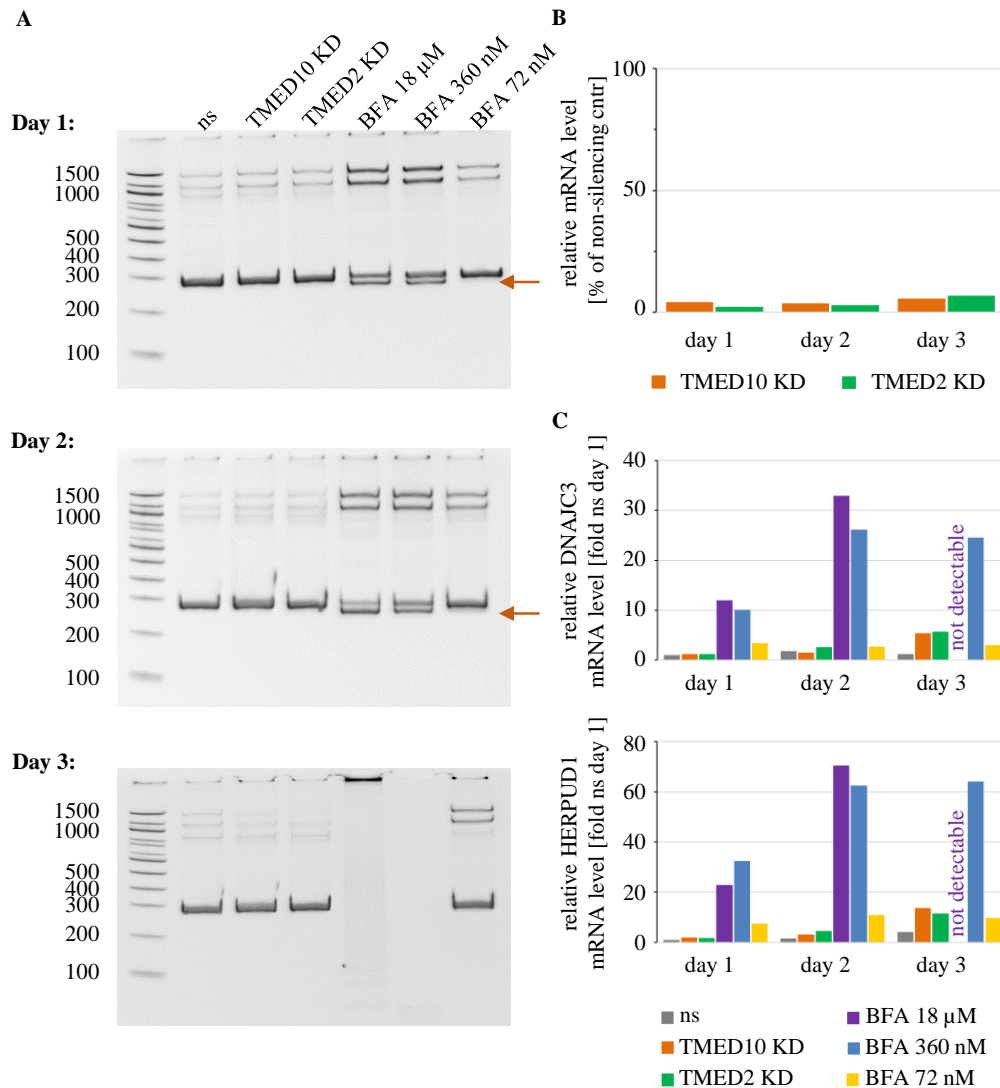 A
ns
TMED10 KD
TMED2 KD
BFA 18 µM
BFA 360 nM
BFA 72 nM
Day 1:
1500
1000
500
400
300
200
100
Day 2:
1500
1000
500
400
300
200
100
Day 3:
1500
1000
500
400
300
200
100
B
relative mRNA level
[% of non-silencing cntr]
100
50
0
day 1 day 2 day 3
TMED10 KD TMED2 KD
C
relative DNAJC3
mRNA level [fold ns day 1]
40
30
20
10
0
not detectable
day 1 day 2 day 3
relative HERPUD1
mRNA level [fold ns day 1]
80
60
40
20
0
not detectable
day 1 day 2 day 3
ns
TMED10 KD
TMED2 KD
BFA 18 µM
BFA 360 nM
BFA 72 nM